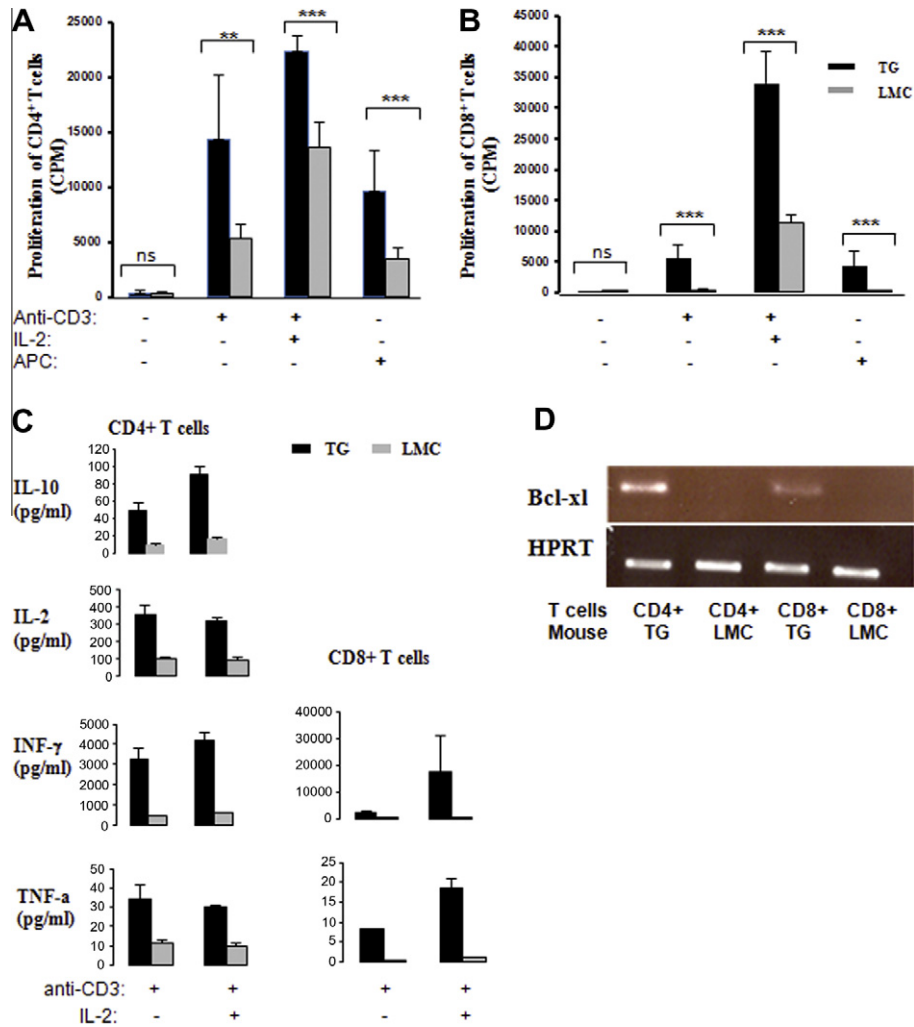 A
Proliferation of CD4+ T cells
(CPM)
25000
20000
15000
10000
5000
0
ns
**
***
***
Anti-CD3: - + + -
IL-2: - - + -
APC: - - - +
B
Proliferation of CD8+ T cells
(CPM)
45000
40000
35000
30000
25000
20000
15000
10000
5000
0
ns
***
***
***
TG
LMC
- + + -
- - + -
- - - +
C
CD4+ T cells
TG LMC
IL-10
(pg/ml)
120
100
80
60
40
20
0
IL-2
(pg/ml)
500
400
300
200
100
0
CD8+ T cells
INF-γ
(pg/ml)
5000
4000
3000
2000
1000
0
40000
30000
20000
10000
0
TNF-a
(pg/ml)
50
40
30
20
10
0
25
20
15
10
5
0
anti-CD3: + + + +
IL-2: - + - +
D
Bcl-xl
HPRT
T cells CD4+ CD4+ CD8+ CD8+
Mouse TG LMC TG LMC